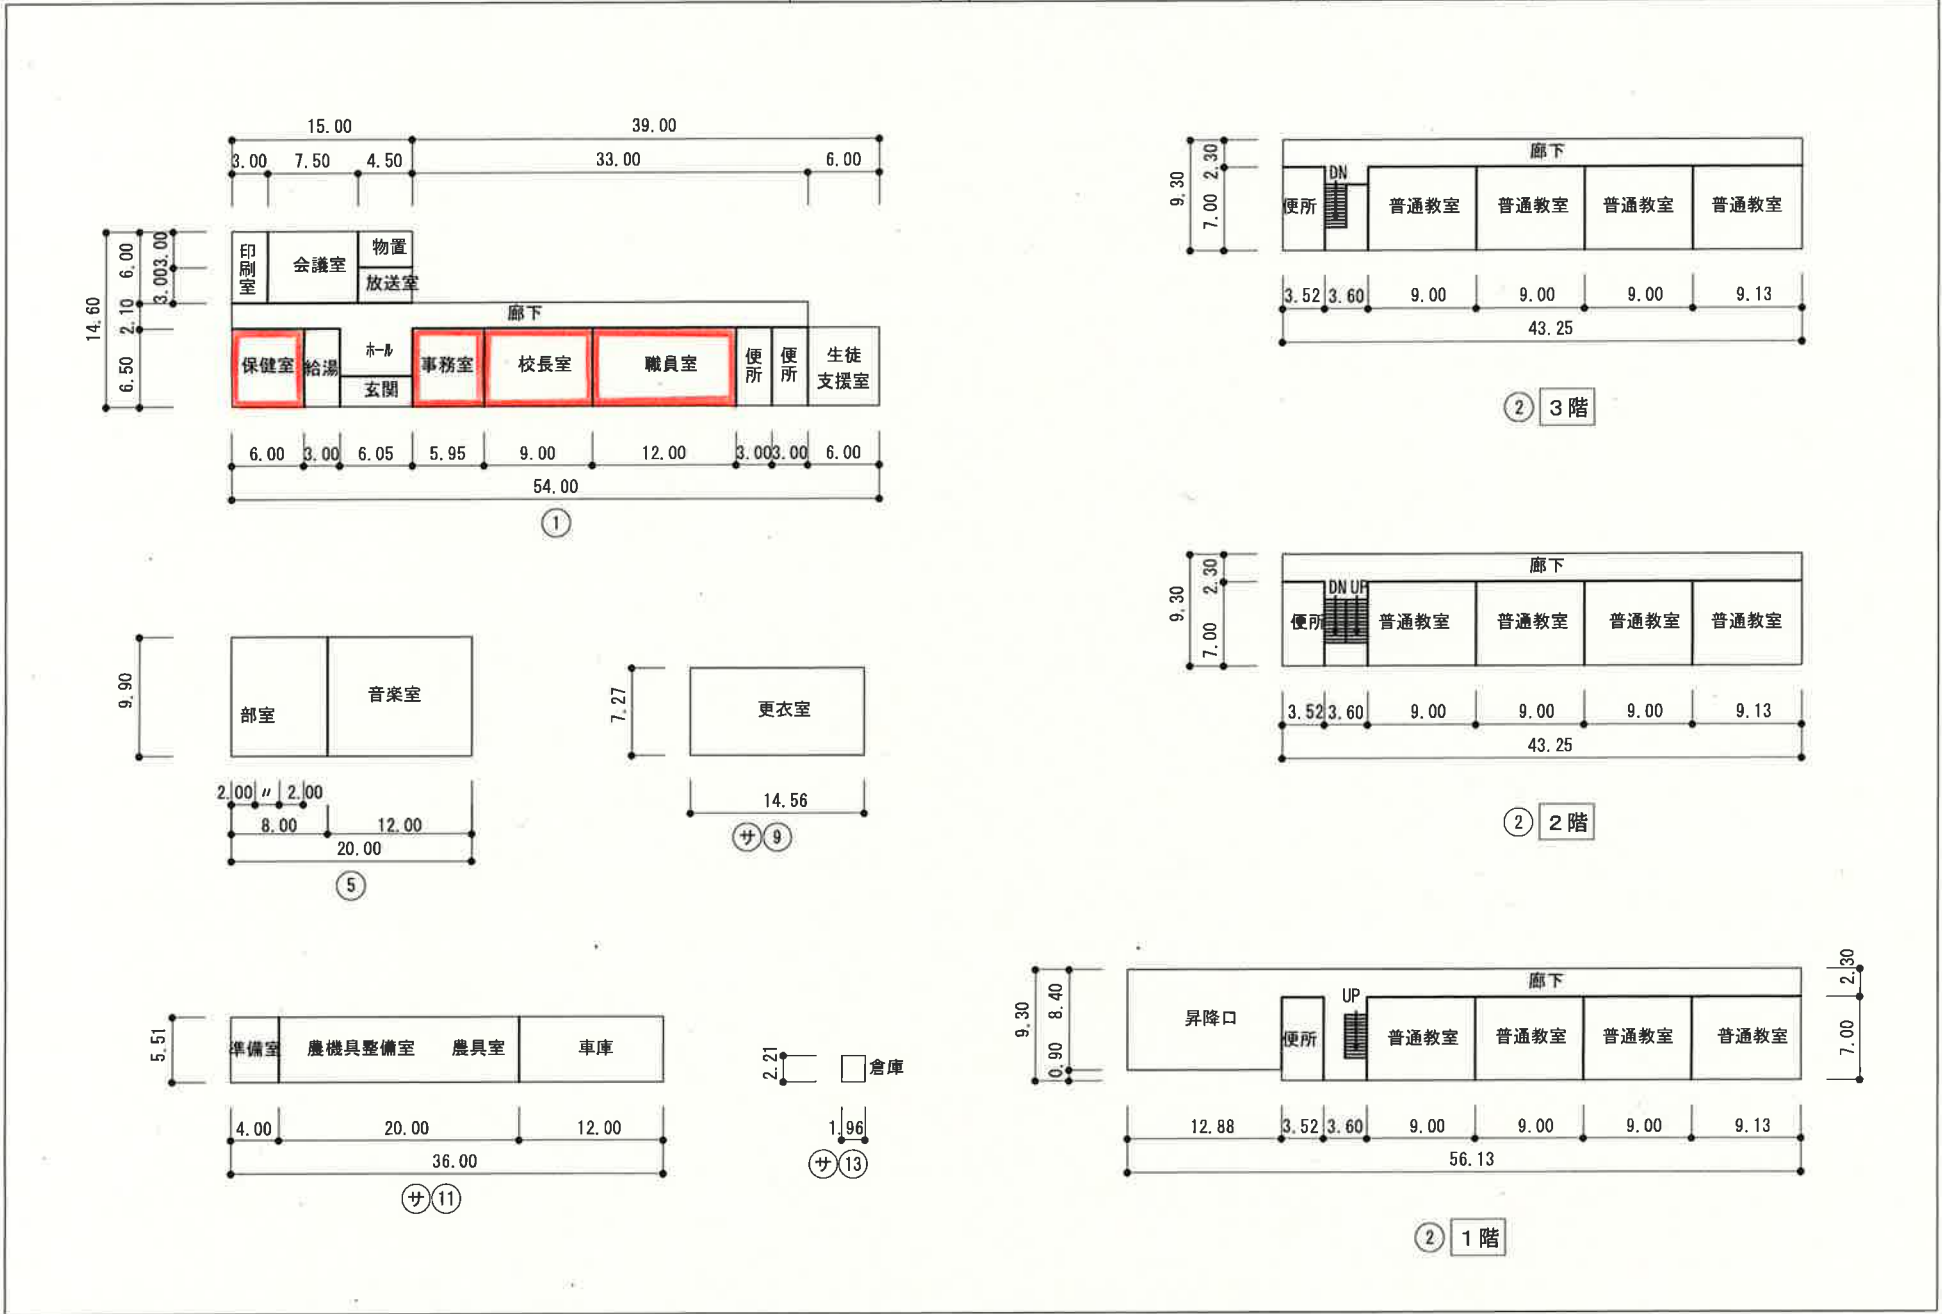 15.00 39.00
3.00 7.50 4.50 33.00 6.00
14.60
6.00 2.10 6.50
3.00 3.00
印刷室 会議室 物置
放送室
廊下
保健室 給湯 ホール 玄関 事務室 校長室 職員室 便所 便所 生徒支援室
6.00 3.00 6.05 5.95 9.00 12.00 3.00 3.00 6.00
54.00
①
9.30
2.30 7.00
廊下
DN
便所 普通教室 普通教室 普通教室 普通教室
3.52 3.60 9.00 9.00 9.00 9.13
43.25
② 3階
9.30
2.30 7.00
廊下
DN UP
便所 普通教室 普通教室 普通教室 普通教室
3.52 3.60 9.00 9.00 9.00 9.13
43.25
② 2階
9.90
部室 音楽室
2.00 〃 2.00
8.00 12.00
20.00
⑤
7.27
更衣室
14.56
サ ⑨
5.51
準備室 農機具整備室 農具室 車庫
4.00 20.00 12.00
36.00
サ ⑪
2.21
倉庫
1.96
サ ⑬
9.30
8.40 0.90
昇降口
廊下
UP
便所 普通教室 普通教室 普通教室 普通教室
2.30 7.00
12.88 3.52 3.60 9.00 9.00 9.00 9.13
56.13
② 1階